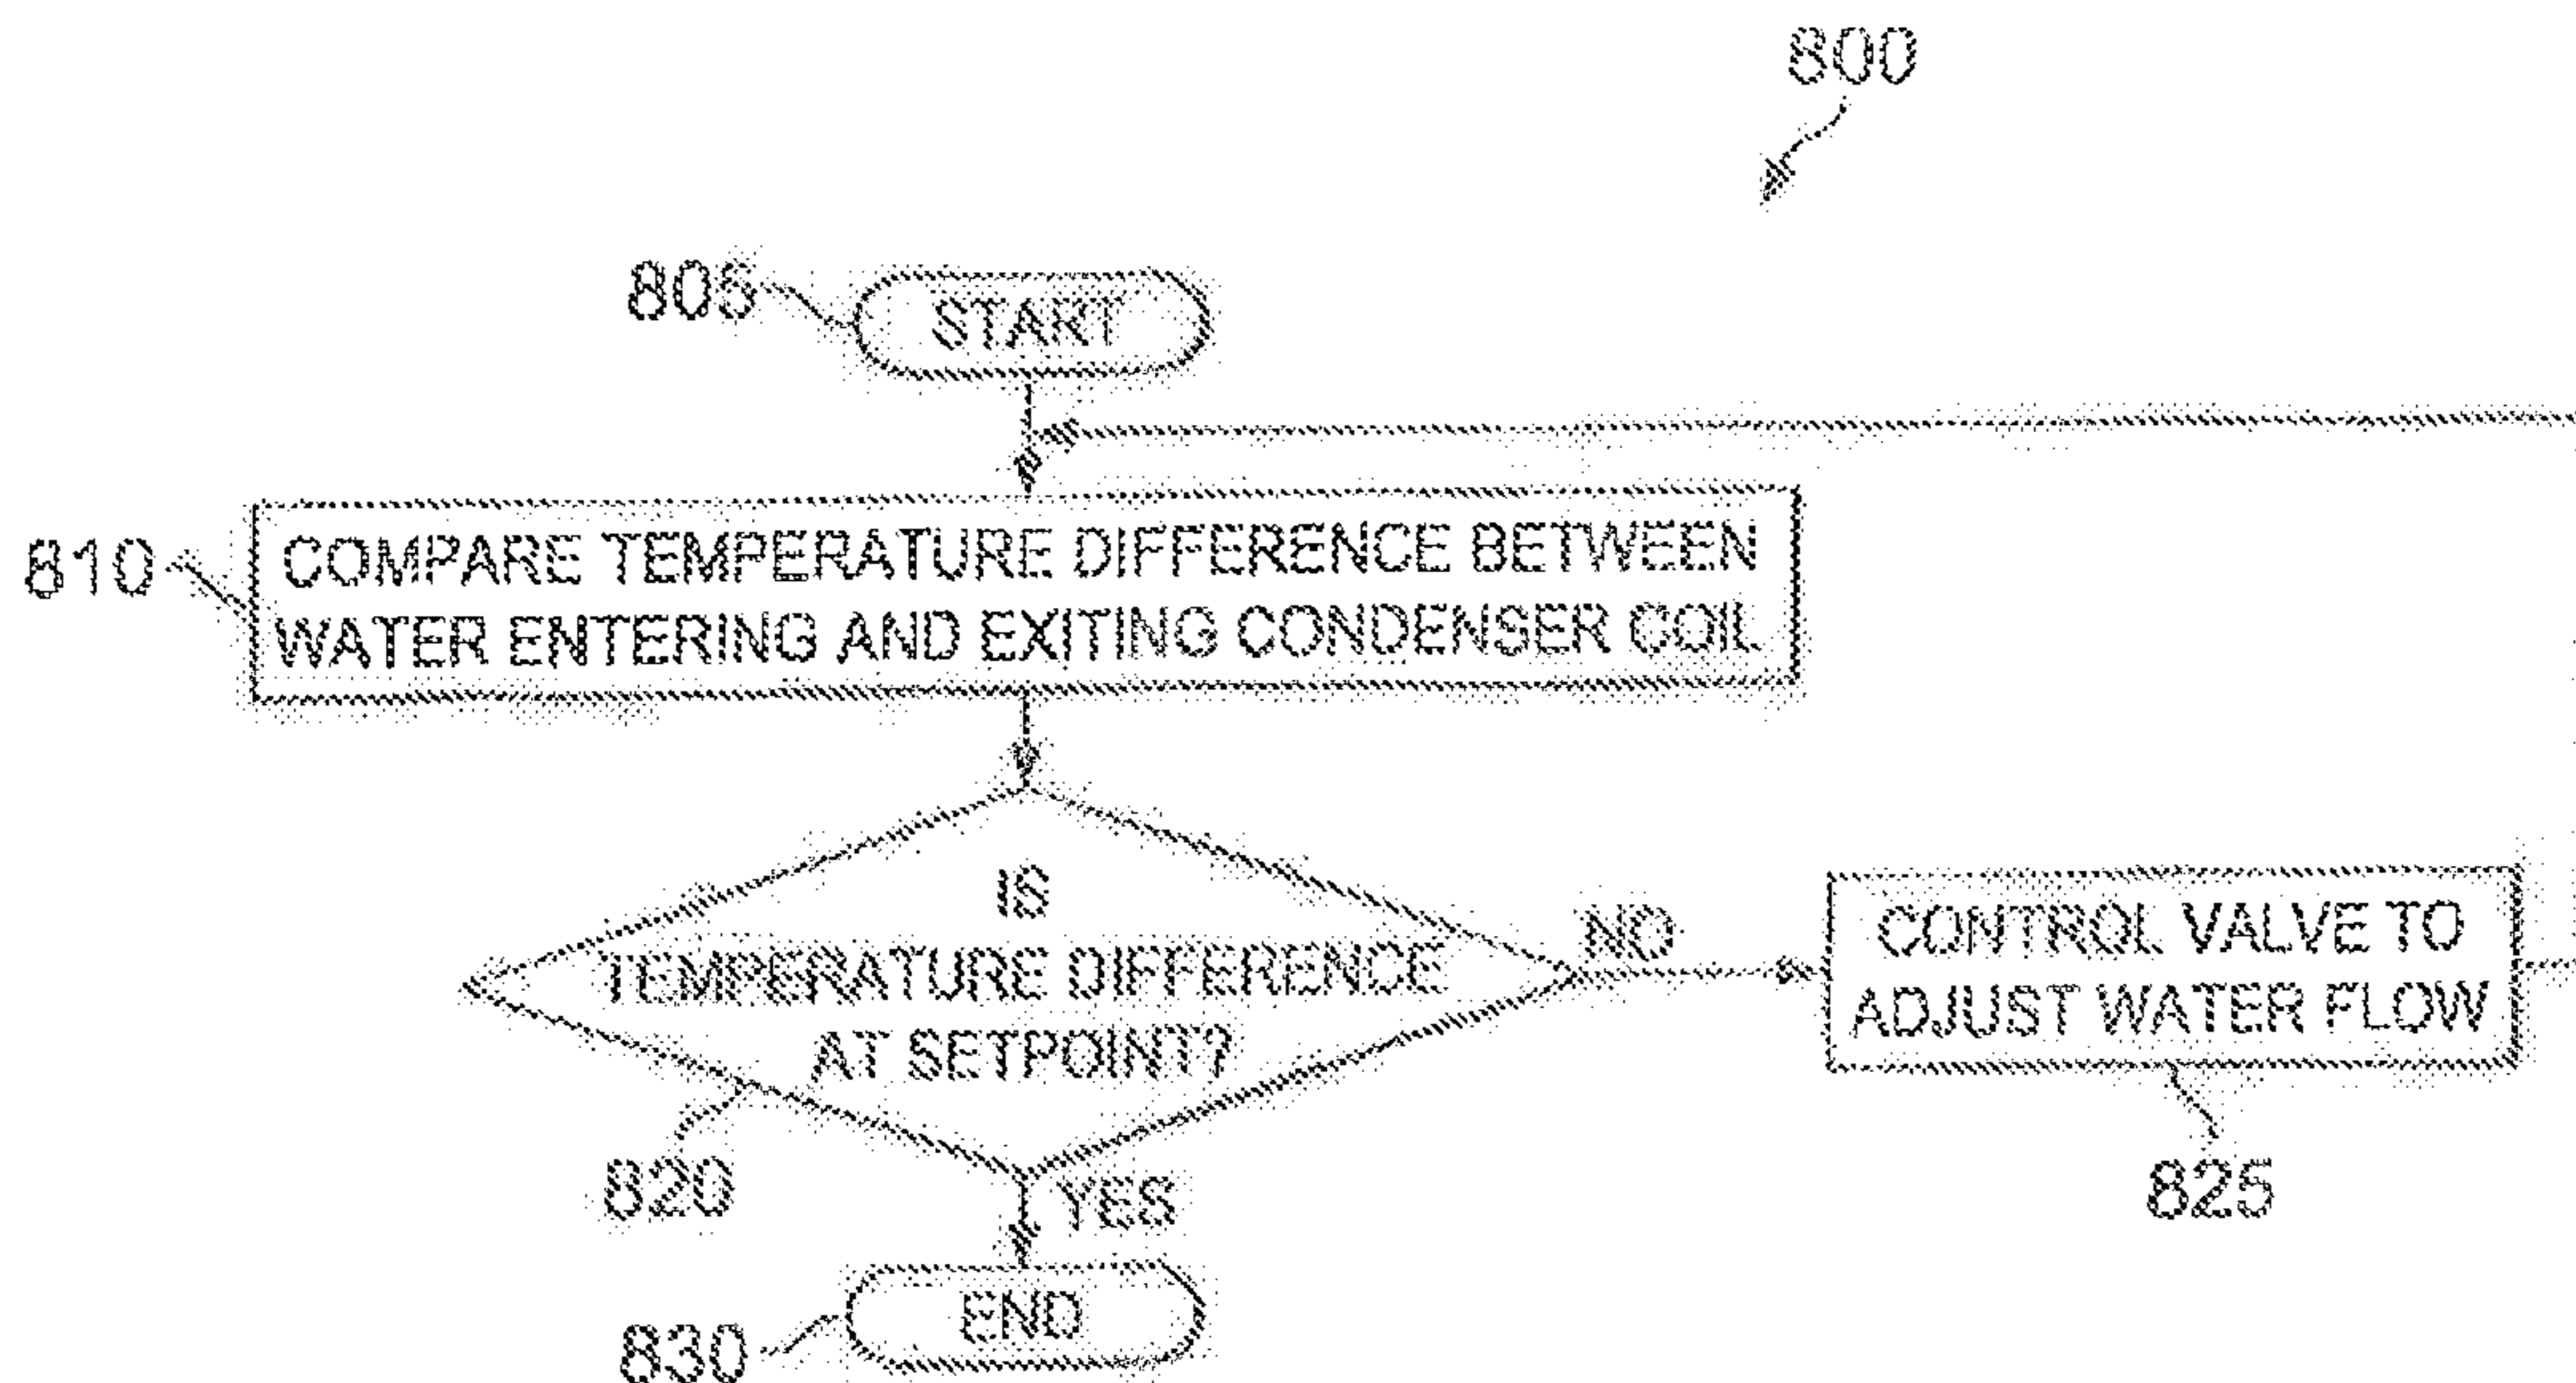 800
805
START
810
COMPARE TEMPERATURE DIFFERENCE BETWEEN
WATER ENTERING AND EXITING CONDENSER COIL
IS
TEMPERATURE DIFFERENCE
AT SETPOINT?
NO
CONTROL VALVE TO
ADJUST WATER FLOW
820
825
YES
END
830